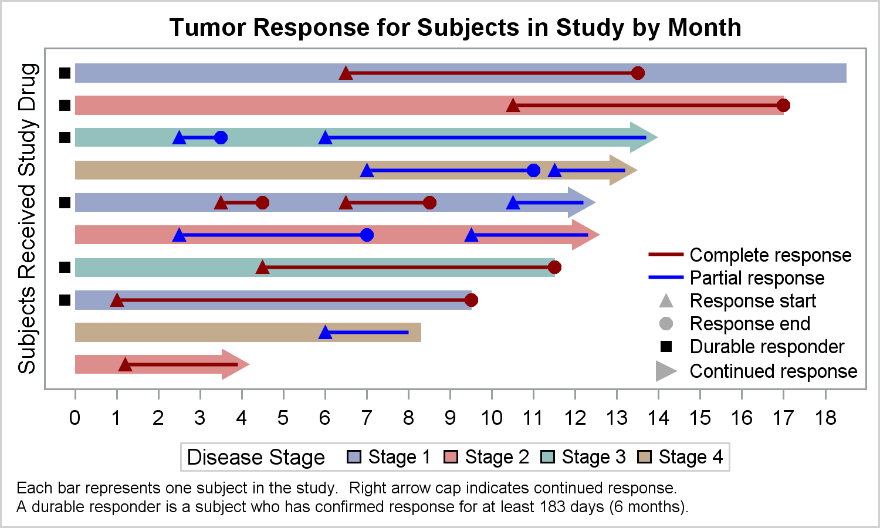 Tumor Response for Subjects in Study by Month
Subjects Received Study Drug
Complete response
Partial response
Response start
Response end
Durable responder
Continued response
0 1 2 3 4 5 6 7 8 9 10 11 12 13 14 15 16 17 18
Disease Stage Stage 1 Stage 2 Stage 3 Stage 4
Each bar represents one subject in the study. Right arrow cap indicates continued response.
A durable responder is a subject who has confirmed response for at least 183 days (6 months).